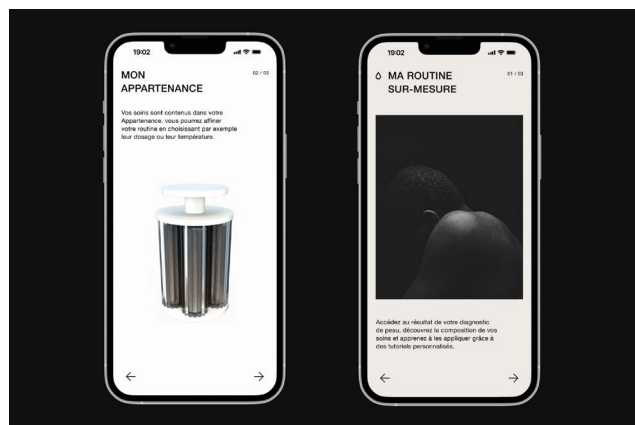 19:02
MON
APPARTENANCE
02 / 03
Vos soins sont contenus dans votre
Appartenance, vous pourrez affiner
votre routine en choisissant par exemple
leur dosage ou leur température.
19:02
MA ROUTINE
SUR-MESURE
01 / 03
Accédez au résultat de votre diagnostic
de peau, découvrez la composition de vos
soins et apprenez à les appliquer grâce à
des tutoriels personnalisés.